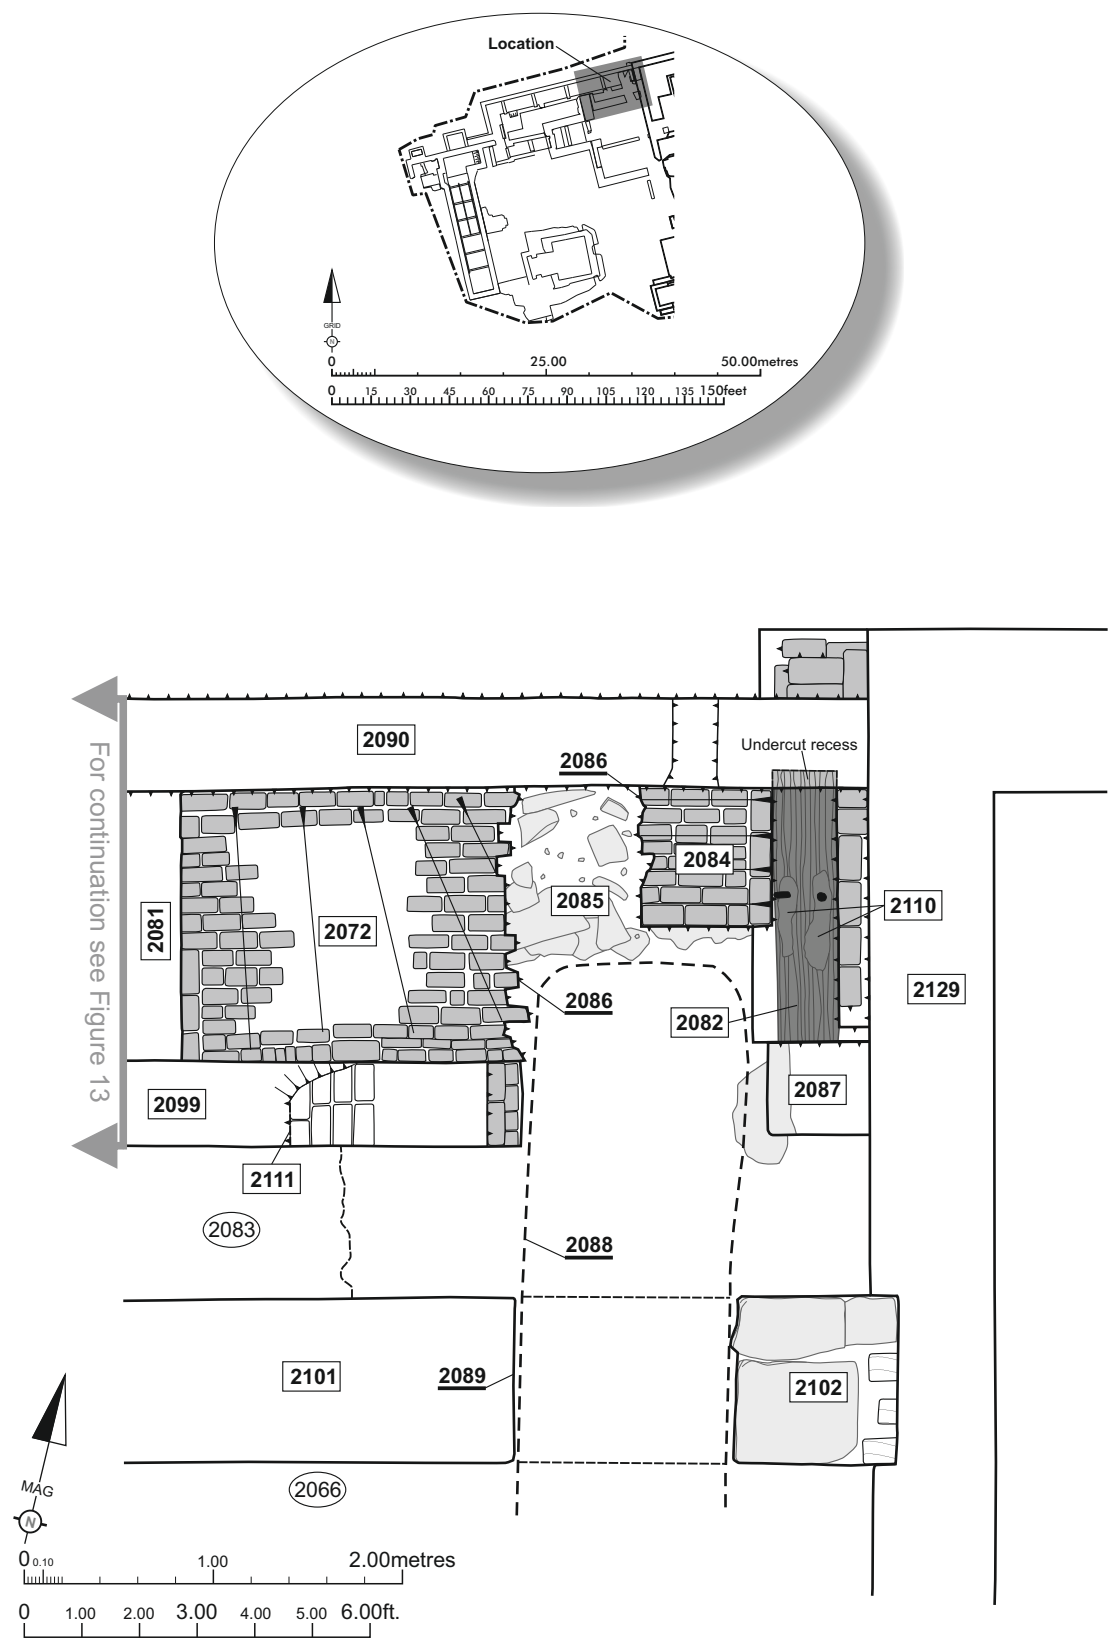 Location
GRID
N
0 25.00 50.00metres
0 15 30 45 60 75 90 105 120 135 150feet
2090
Undercut recess
2086
2084
2085
2110
2081
2072
For continuation see Figure 13
2129
2086
2082
2087
2099
2111
2083
2088
2101
2089
2102
2066
MAG
N
0 0.10 1.00 2.00metres
0 1.00 2.00 3.00 4.00 5.00 6.00ft.